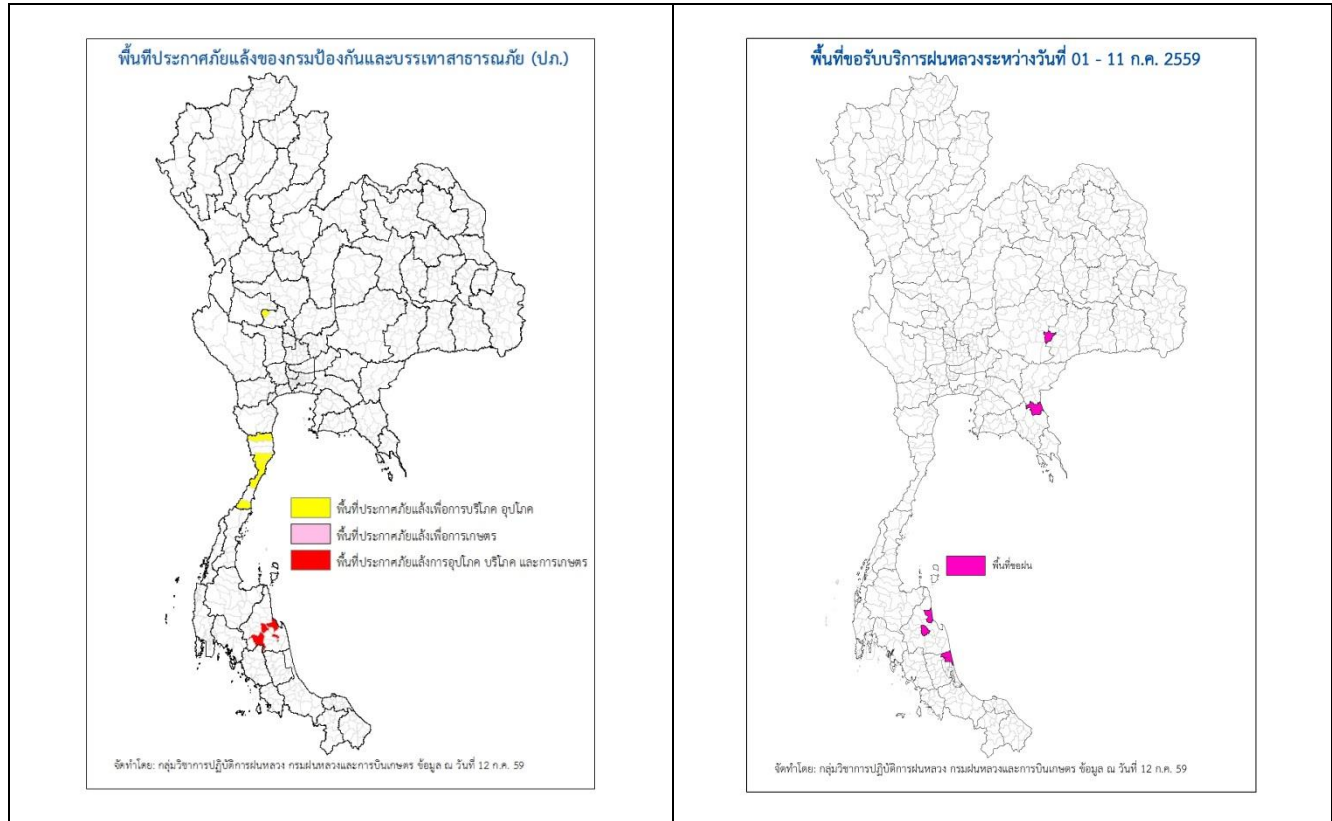 พื้นที่ประกาศภัยแล้งของกรมป้องกันและบรรเทาสาธารณภัย (ปภ.)
พื้นที่ประกาศภัยแล้งเพื่อการบริโภค อุปโภค
พื้นที่ประกาศภัยแล้งเพื่อการเกษตร
พื้นที่ประกาศภัยแล้งการอุปโภค บริโภค และการเกษตร
จัดทำโดย: กลุ่มวิชาการปฏิบัติการฝนหลวง กรมฝนหลวงและการบินเกษตร ข้อมูล ณ วันที่ 12 ก.ค. 59
พื้นที่ขอรับบริการฝนหลวงระหว่างวันที่ 01 - 11 ก.ค. 2559
พื้นที่ขอฝน
จัดทำโดย: กลุ่มวิชาการปฏิบัติการฝนหลวง กรมฝนหลวงและการบินเกษตร ข้อมูล ณ วันที่ 12 ก.ค. 59